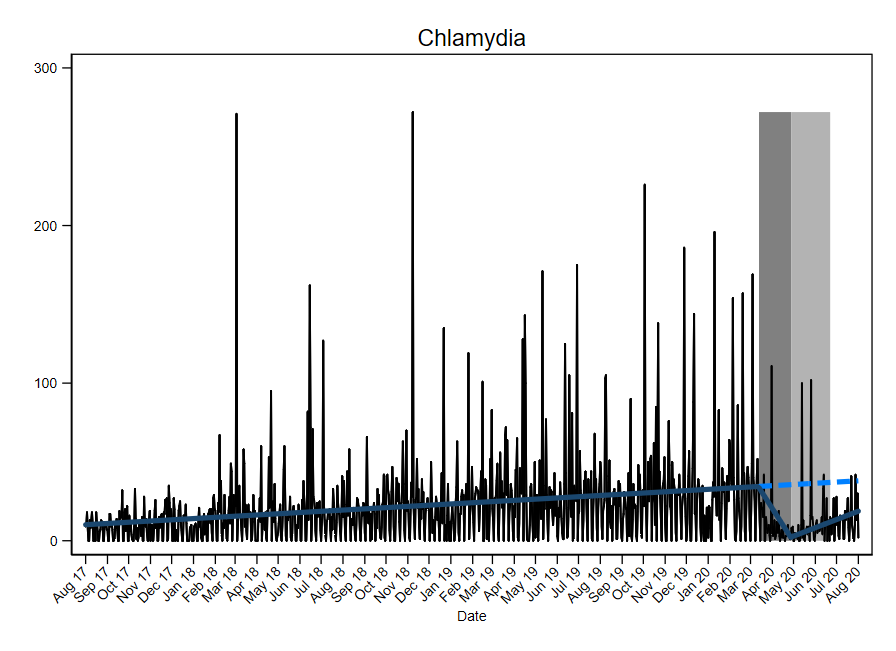 Chlamydia
300
200
100
0
Aug 17
Sep 17
Oct 17
Nov 17
Dec 17
Jan 18
Feb 18
Mar 18
Apr 18
May 18
Jun 18
Jul 18
Aug 18
Sep 18
Oct 18
Nov 18
Dec 18
Jan 19
Feb 19
Mar 19
Apr 19
May 19
Jun 19
Jul 19
Aug 19
Sep 19
Oct 19
Nov 19
Dec 19
Jan 20
Feb 20
Mar 20
Apr 20
May 20
Jun 20
Jul 20
Aug 20
Date